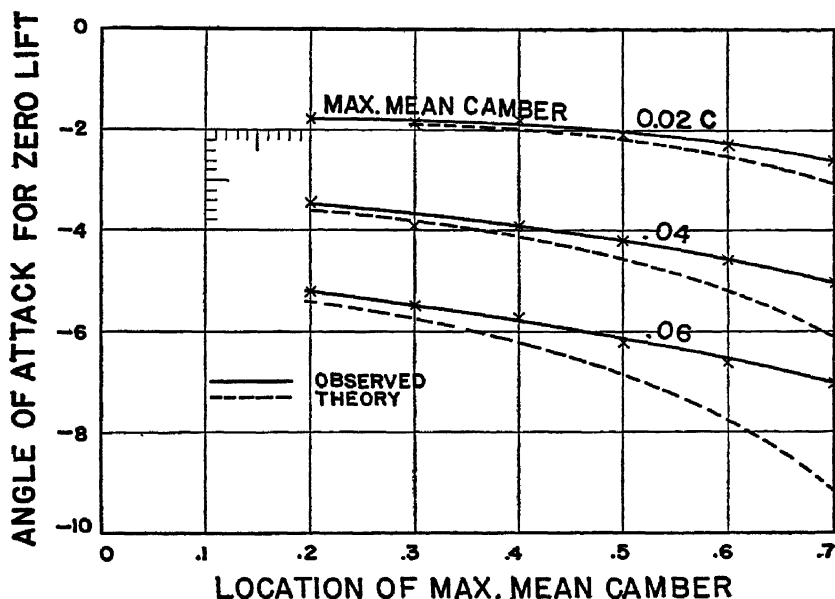 ANGLE OF ATTACK FOR ZERO LIFT
0
-2
-4
-6
-8
-10
MAX. MEAN CAMBER
0.02 C
.04
.06
OBSERVED
THEORY
0 .1 .2 .3 .4 .5 .6 .7
LOCATION OF MAX. MEAN CAMBER